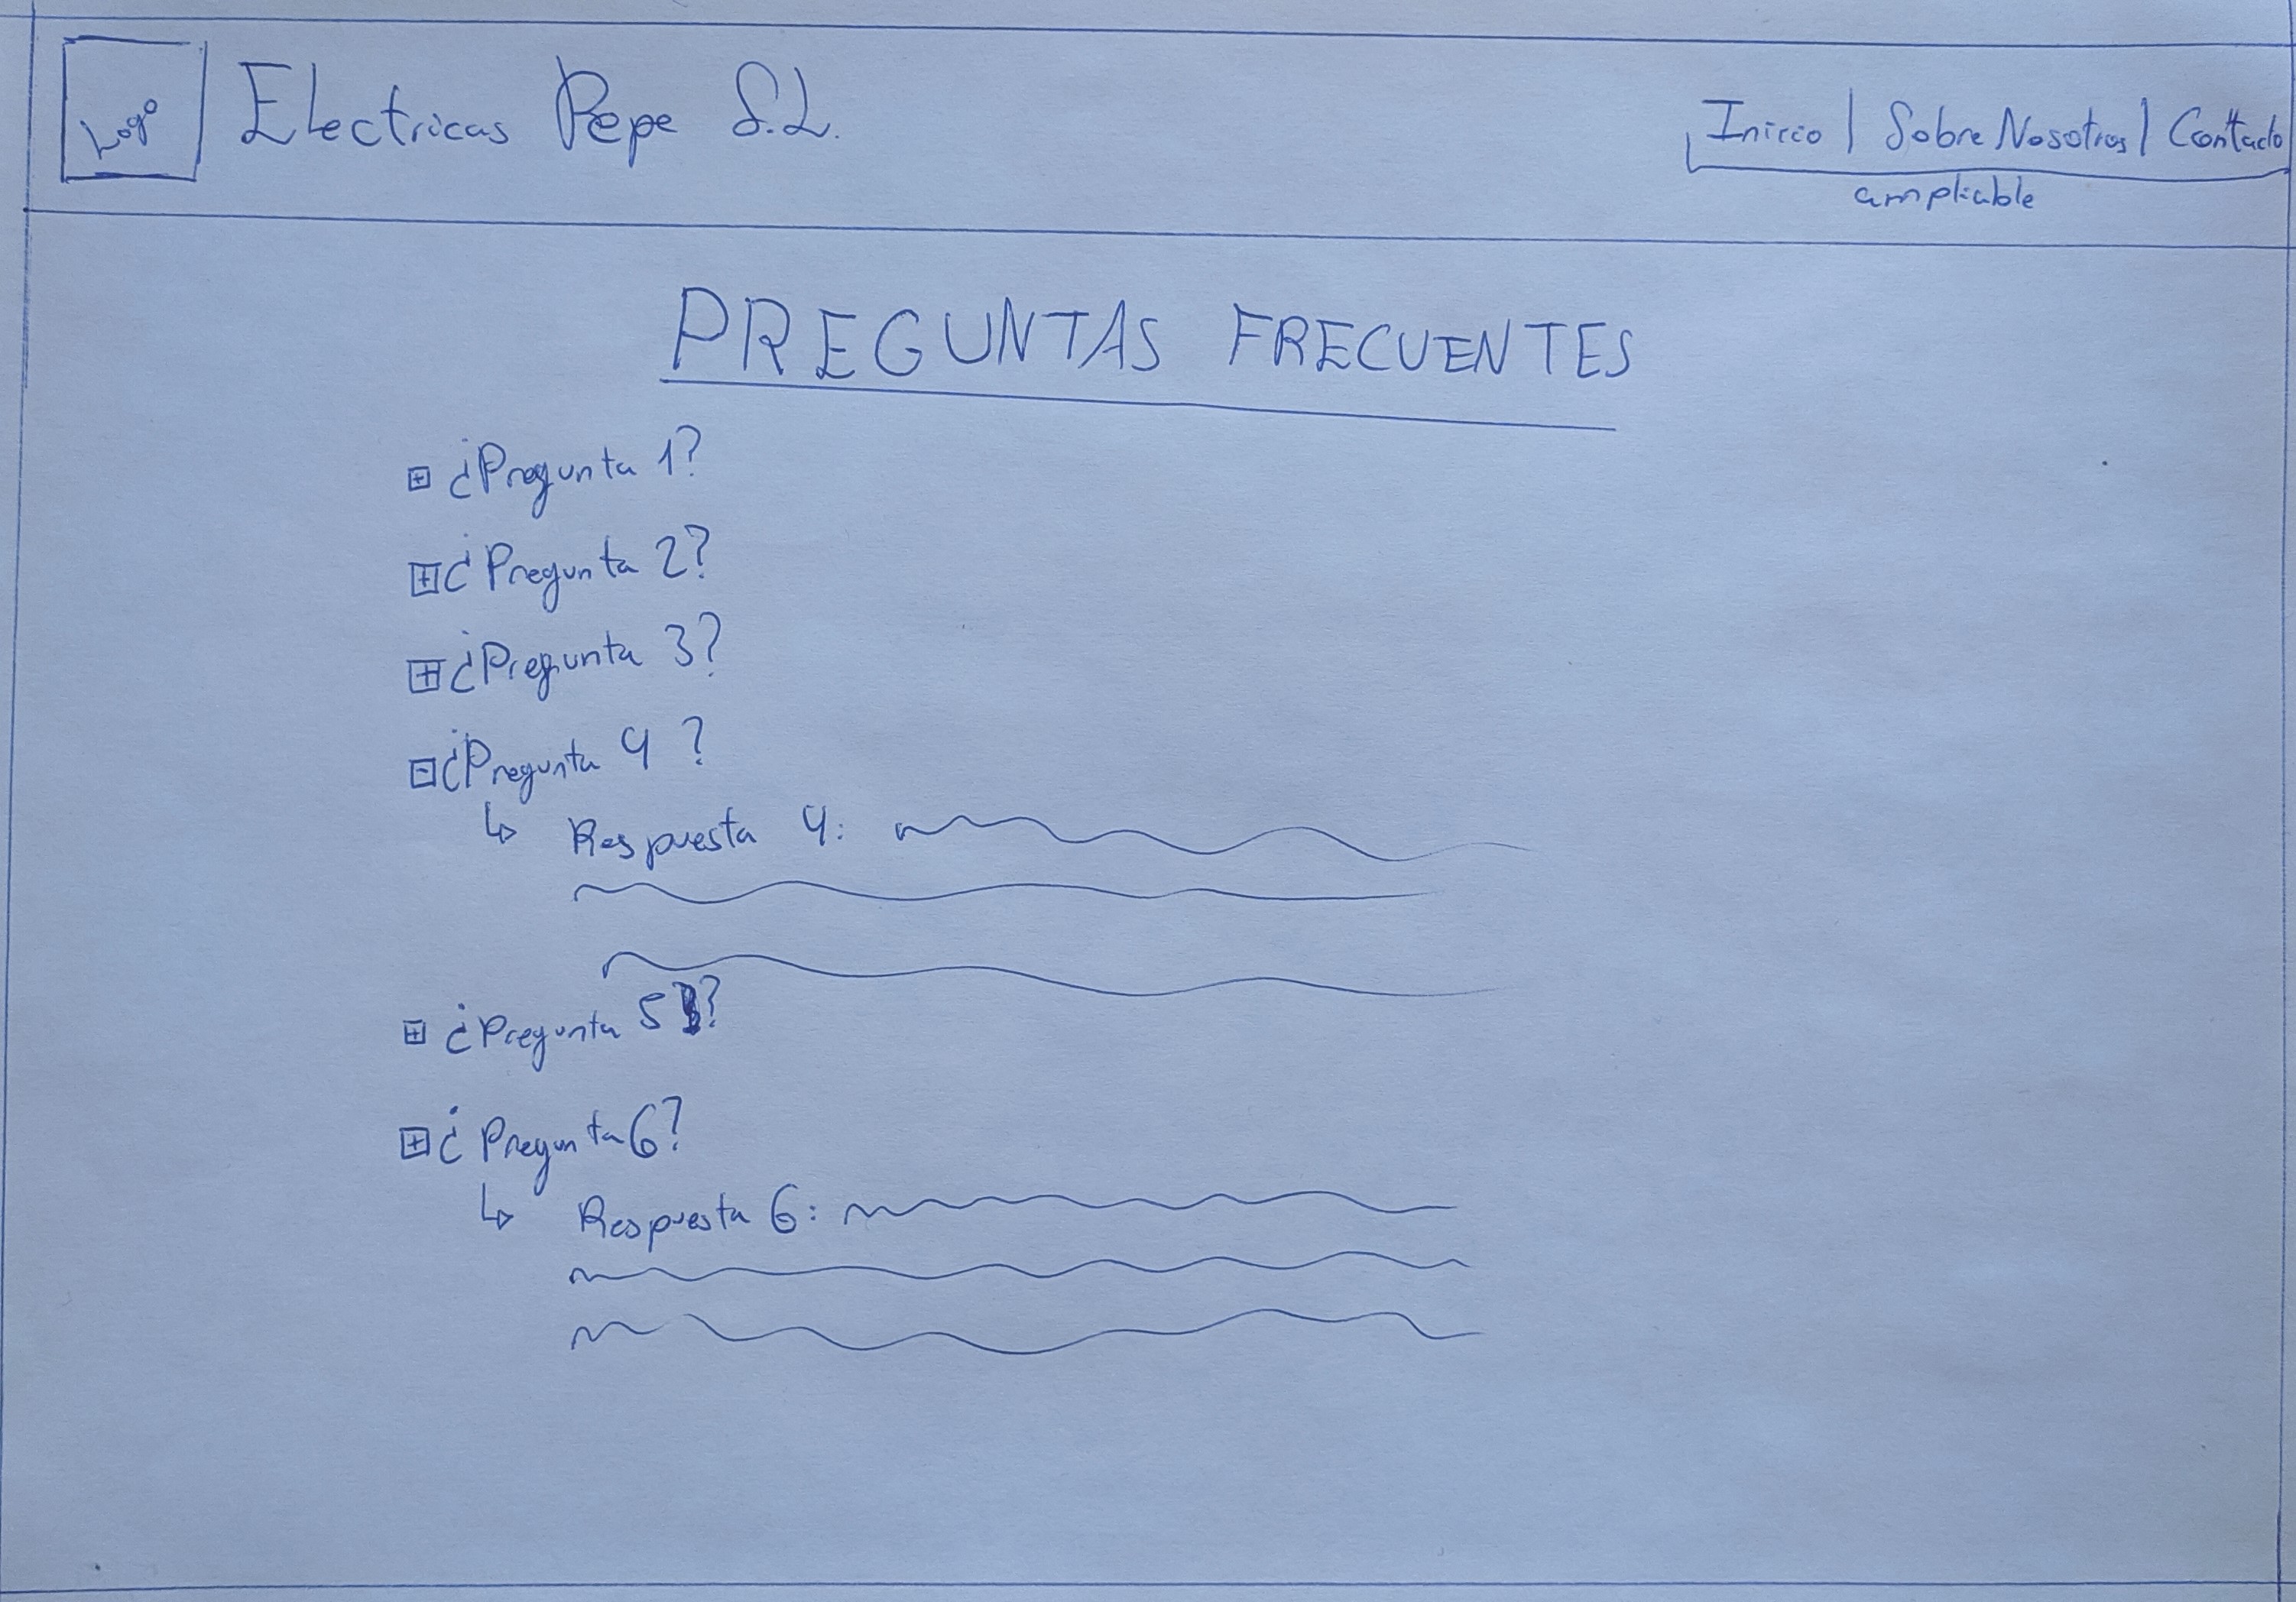 Logo
Electricas Pepe S.L.
Inicio | Sobre Nosotros | Contacto
ampliable
PREGUNTAS FRECUENTES
¿Pregunta 1?
¿Pregunta 2?
¿Pregunta 3?
¿Pregunta 4?
Respuesta 4:
¿Pregunta 5?
¿Pregunta 6?
Respuesta 6: